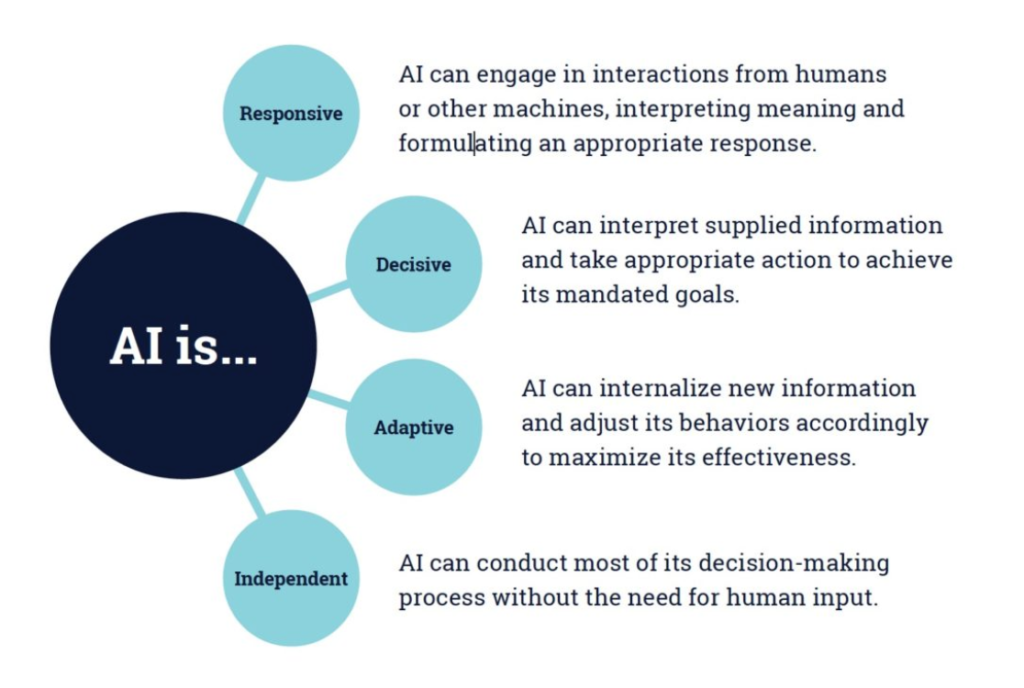 Responsive
AI can engage in interactions from humans
or other machines, interpreting meaning and
formulating an appropriate response.
Decisive
AI can interpret supplied information
and take appropriate action to achieve
its mandated goals.
AI is...
Adaptive
AI can internalize new information
and adjust its behaviors accordingly
to maximize its effectiveness.
Independent
AI can conduct most of its decision-making
process without the need for human input.